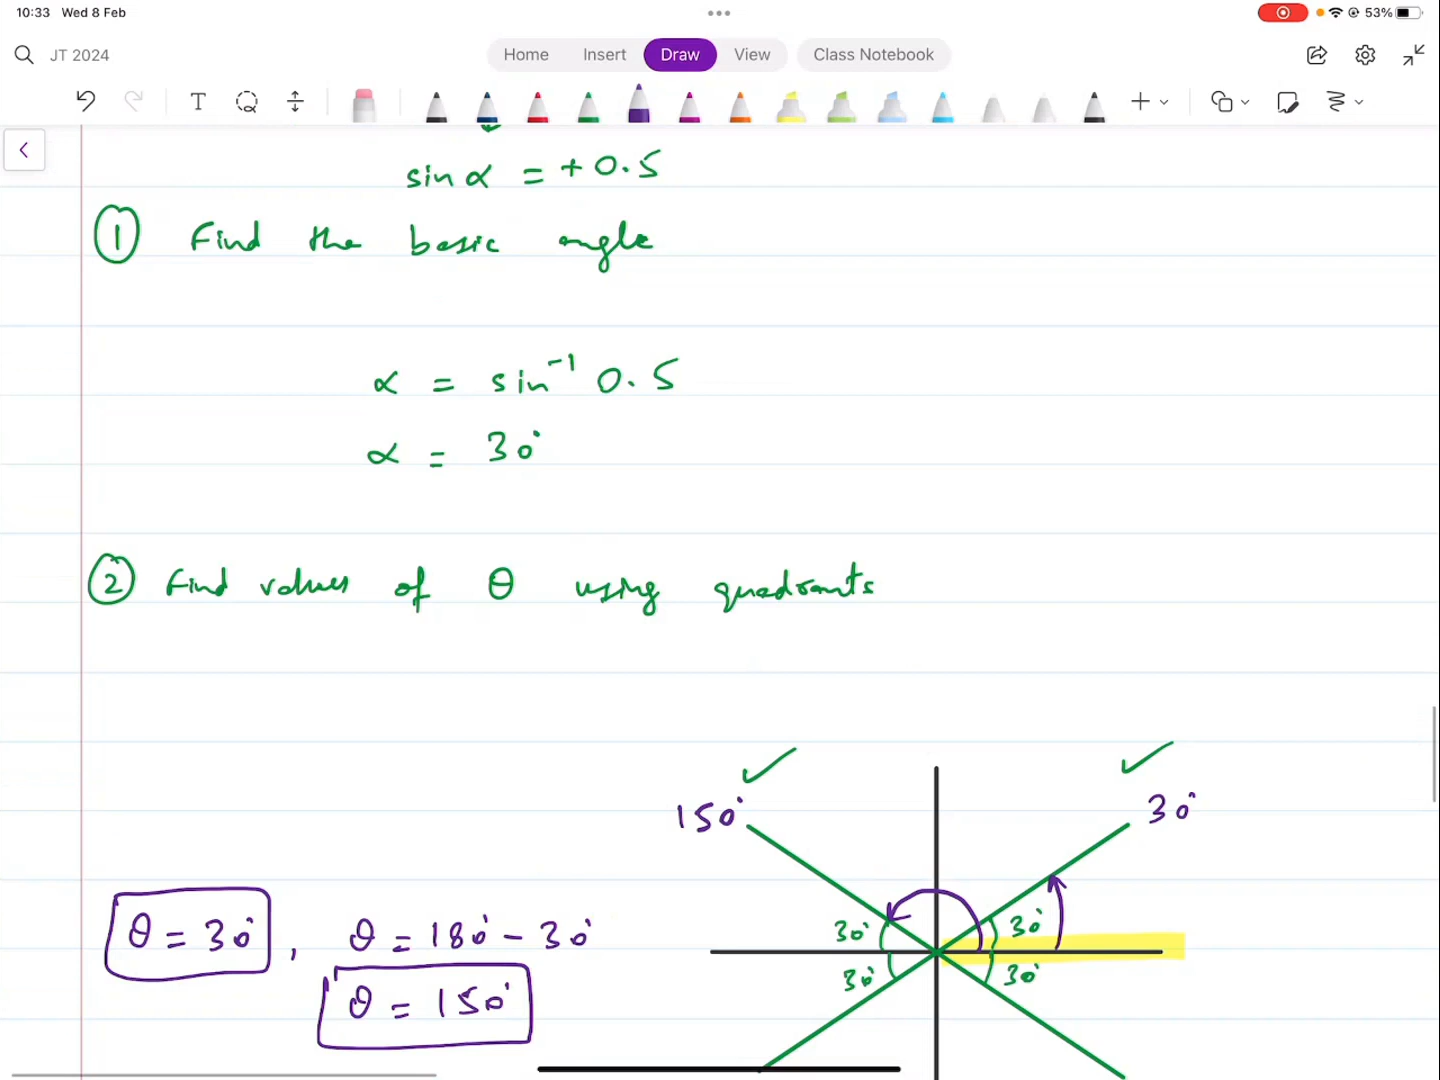 10:33 Wed 8 Feb
53%
JT 2024
Home Insert Draw View Class Notebook
T
sin α = + 0.5
① Find the basic angle
α = sin⁻¹ 0.5
α = 30°
② Find values of θ using quadrants
150°
30°
30° 30°
θ = 30° , θ = 180° - 30°
30° 30°
θ = 150°